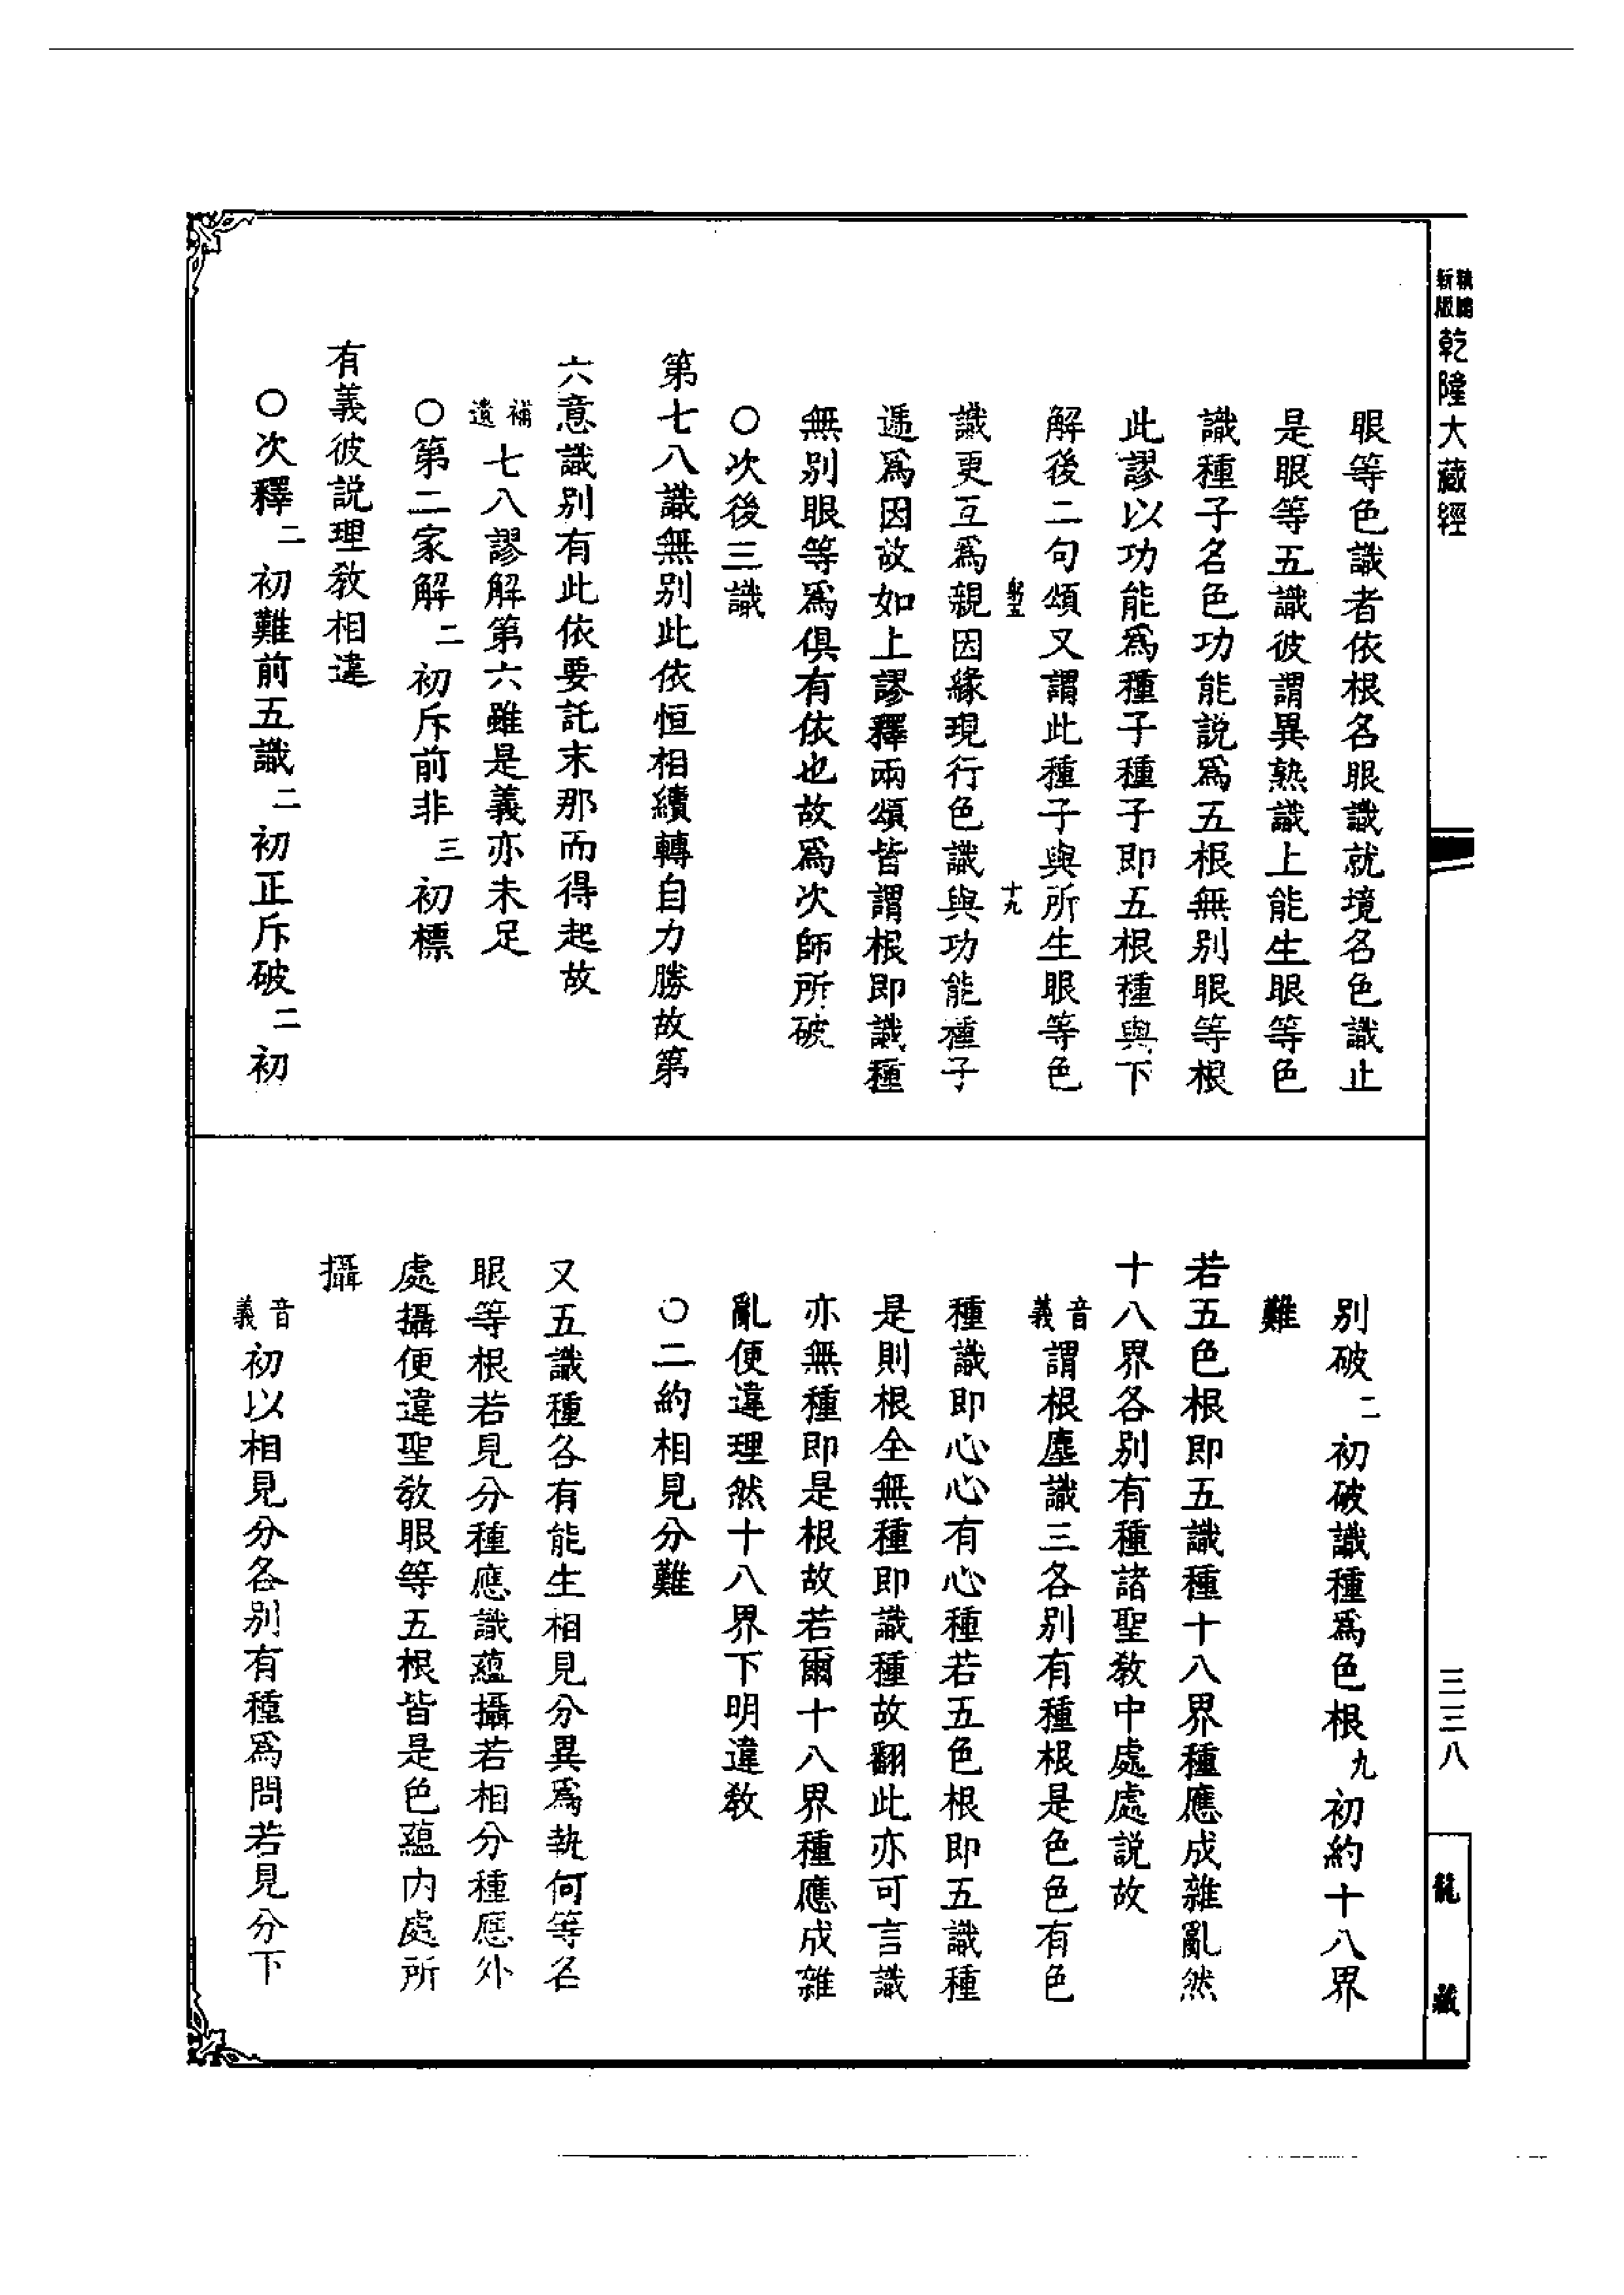 新版
乾隆大藏經
三三八
龍藏
眼等色識者依根名眼識就境名色識止
是眼等五識彼謂異熟識上能生眼等色
識種子名色功能説爲五根無别眼等根
此謬以功能爲種子種子即五根種與下
解後二句頌又謂此種子與所生眼等色
十九
識更互爲親因緣現行色識與功能種子
遞爲因故如上謬釋兩頌皆謂根即識種
無别眼等爲俱有依也故爲次師所破
〇次後三識
第七八識無别此依恒相續轉自力勝故第
六意識别有此依要託末那而得起故
補遺七八謬解第六雖是義亦未足
〇第二家解二初斥前非三初標
有義彼説理教相違
〇次釋二初難前五識二初正斥破二初
别破二初破識種爲色根九初約十八界
難
若五色根即五識種十八界種應成雜亂然
十八界各别有種諸聖教中處處説故
音義謂根塵識三各别有種根是色色有色
種識即心心有心種若五色根即五識種
是則根全無種即識種故翻此亦可言識
亦無種即是根故若爾十八界種應成雜
亂便違理然十八界下明違教
〇二約相見分難
又五識種各有能生相見分異爲執何等名
眼等根若見分種應識蘊攝若相分種應外
處攝便違聖教眼等五根皆是色蘊内處所
攝
音義初以相見分各别有種爲問若見分下